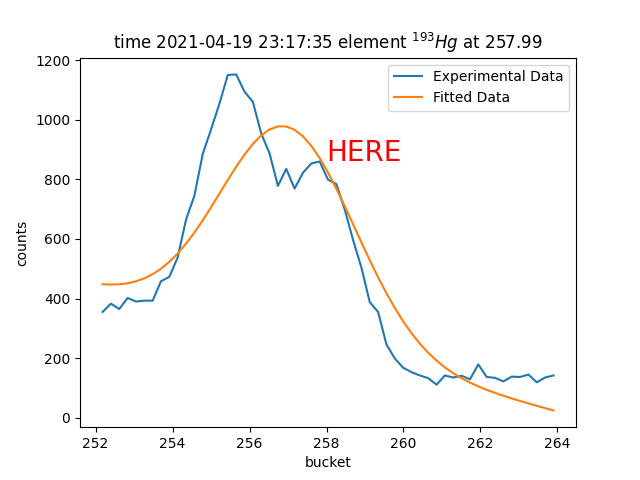 time 2021-04-19 23:17:35 element ¹⁹³Hg at 257.99
1200
1000
800
600
400
200
0
counts
Experimental Data
Fitted Data
HERE
252
254
256
258
260
262
264
bucket